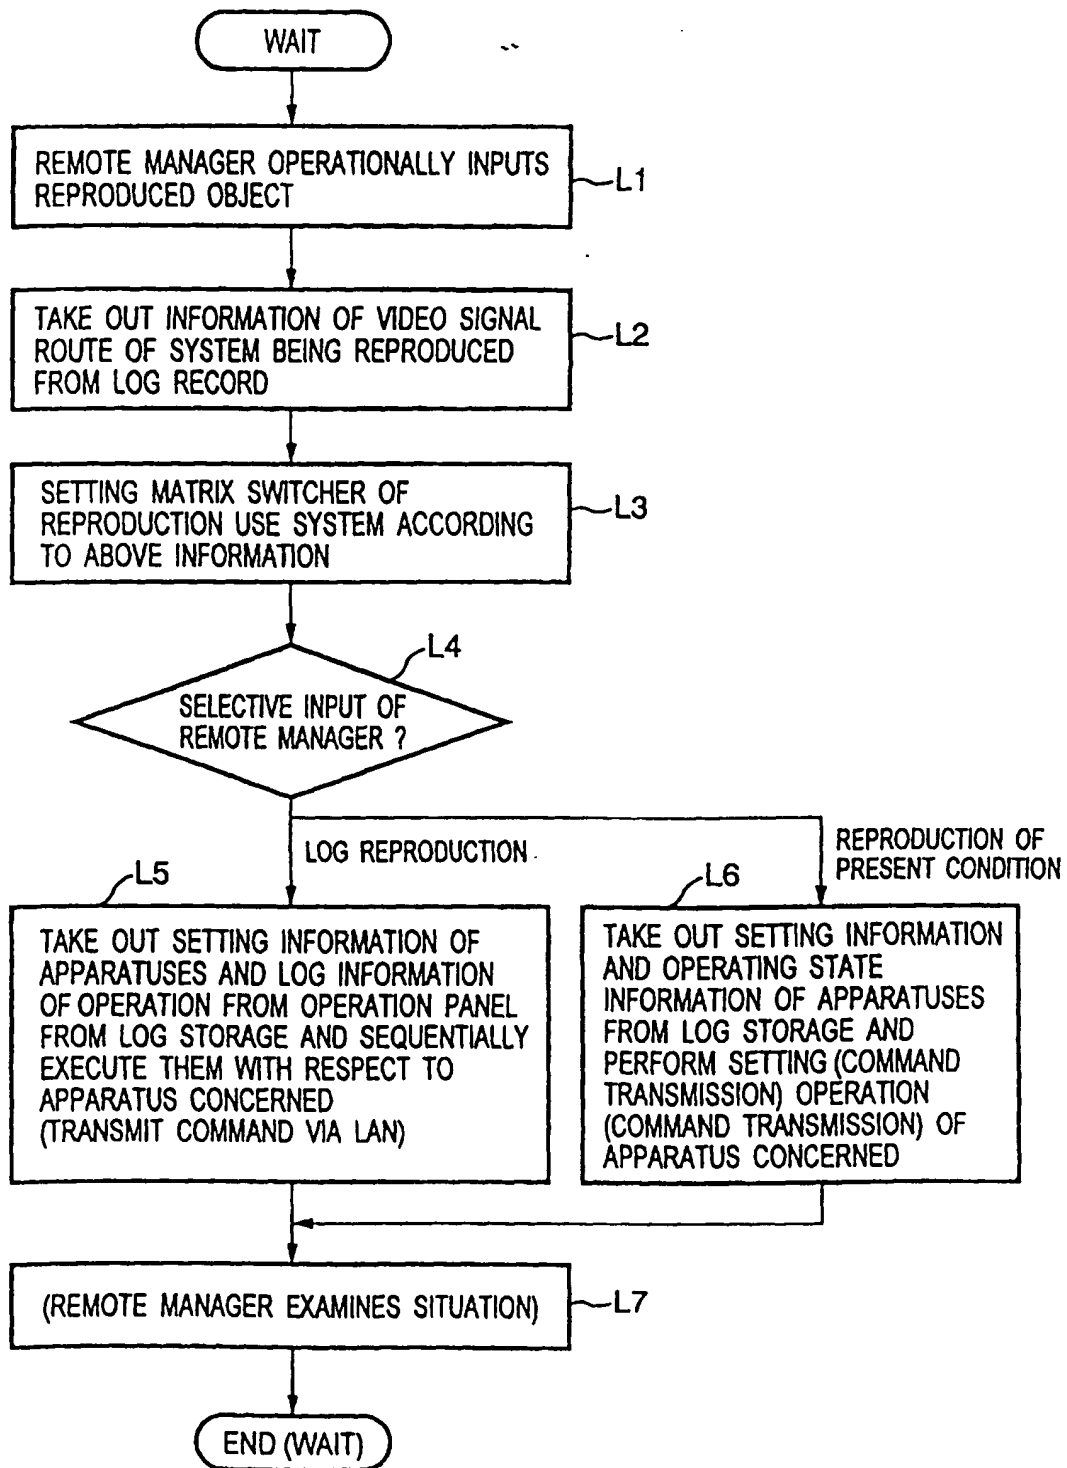 WAIT
REMOTE MANAGER OPERATIONALLY INPUTS
REPRODUCED OBJECT
L1
TAKE OUT INFORMATION OF VIDEO SIGNAL
ROUTE OF SYSTEM BEING REPRODUCED
FROM LOG RECORD
L2
SETTING MATRIX SWITCHER OF
REPRODUCTION USE SYSTEM ACCORDING
TO ABOVE INFORMATION
L3
L4
SELECTIVE INPUT OF
REMOTE MANAGER ?
LOG REPRODUCTION
REPRODUCTION OF
PRESENT CONDITION
L5
TAKE OUT SETTING INFORMATION OF
APPARATUSES AND LOG INFORMATION
OF OPERATION FROM OPERATION PANEL
FROM LOG STORAGE AND SEQUENTIALLY
EXECUTE THEM WITH RESPECT TO
APPARATUS CONCERNED
(TRANSMIT COMMAND VIA LAN)
L6
TAKE OUT SETTING INFORMATION
AND OPERATING STATE
INFORMATION OF APPARATUSES
FROM LOG STORAGE AND
PERFORM SETTING (COMMAND
TRANSMISSION) OPERATION
(COMMAND TRANSMISSION) OF
APPARATUS CONCERNED
(REMOTE MANAGER EXAMINES SITUATION)
L7
END (WAIT)